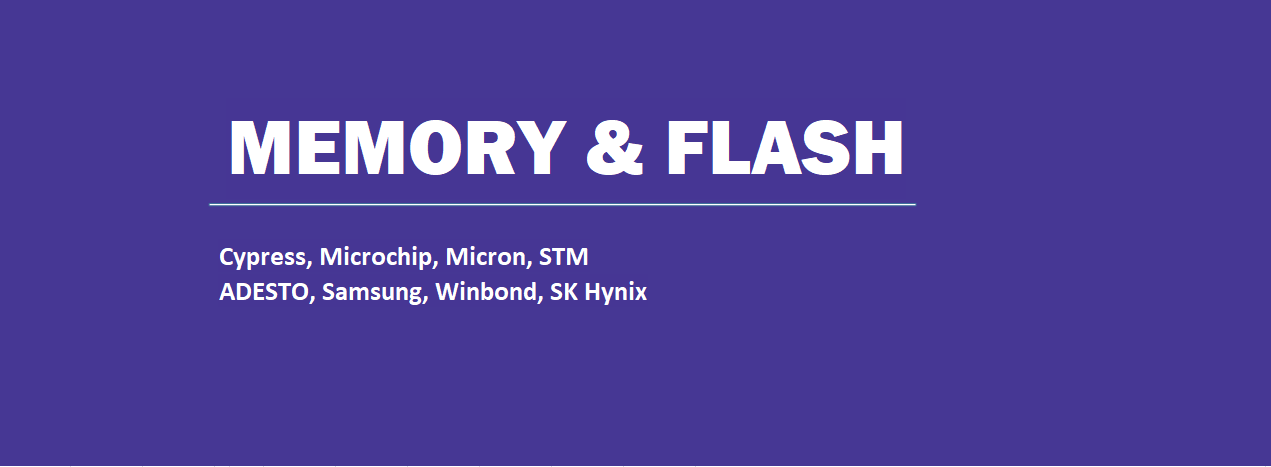 MEMORY & FLASH
Cypress, Microchip, Micron, STM
ADESTO, Samsung, Winbond, SK Hynix